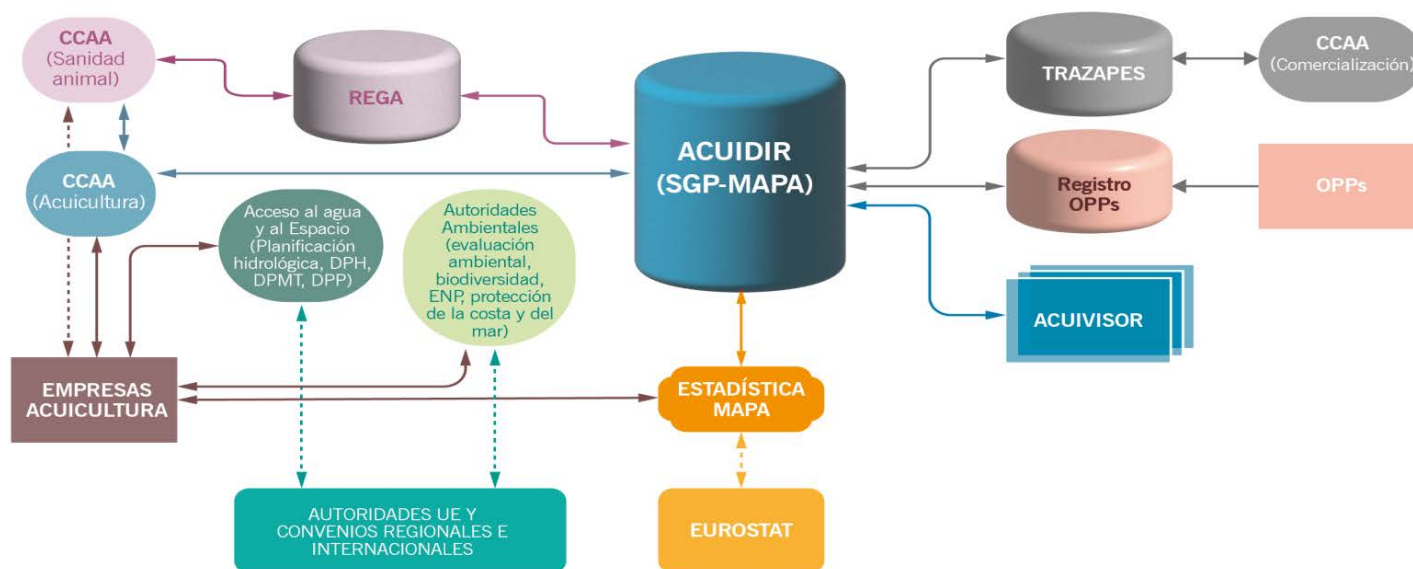 CCAA
(Sanidad
animal)
REGA
ACUIDIR
(SGP-MAPA)
TRAZAPES
CCAA
(Comercialización)
CCAA
(Acuicultura)
Acceso al agua
y al Espacio
(Planificación
hidrológica, DPH,
DPMT, DPP)
Autoridades
Ambientales
(evaluación
ambiental,
biodiversidad,
ENP, protección
de la costa y del
mar)
Registro
OPPs
OPPs
ACUIVISOR
EMPRESAS
ACUICULTURA
ESTADÍSTICA
MAPA
AUTORIDADES UE Y
CONVENIOS REGIONALES E
INTERNACIONALES
EUROSTAT